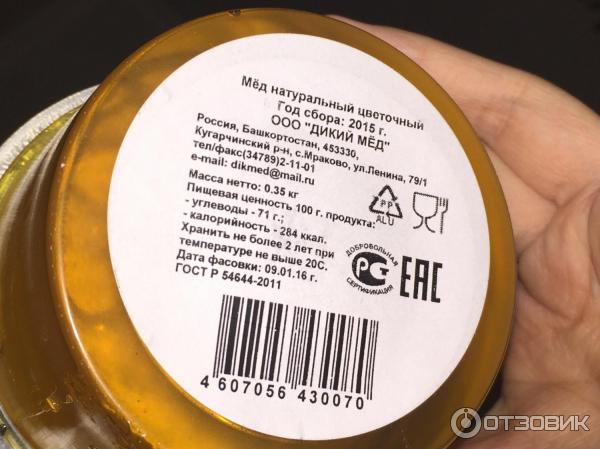 Мёд натуральный цветочный
Год сбора: 2015 г.
ООО "ДИКИЙ МЁД"
Россия, Башкортостан, 453330,
Кугарчинский р-н, с.Мраково, ул.Ленина, 79/1
тел/факс(34789)2-11-01
e-mail: dikmed@mail.ru
Масса нетто: 0.35 кг
Пищевая ценность 100 г. продукта:
- углеводы - 71 г.;
- калорийность - 284 ккал.
Хранить не более 2 лет при
температуре не выше 20С.
Дата фасовки: 09.01.16 г.
ГОСТ Р 54644-2011
PP
ALU
ДОБРОВОЛЬНАЯ
РСТ
СЕРТИФИКАЦИЯ
EAC
4 607056 430070
ОТЗОВИК